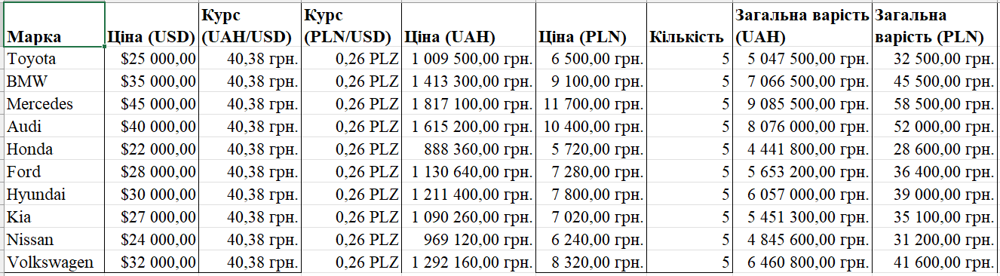 Марка Ціна (USD) Курс (UAH/USD) Курс (PLN/USD) Ціна (UAH) Ціна (PLN) Кількість Загальна варість (UAH) Загальна варість (PLN)
Toyota $25 000,00 40,38 грн. 0,26 PLZ 1 009 500,00 грн. 6 500,00 грн. 5 5 047 500,00 грн. 32 500,00 грн.
BMW $35 000,00 40,38 грн. 0,26 PLZ 1 413 300,00 грн. 9 100,00 грн. 5 7 066 500,00 грн. 45 500,00 грн.
Mercedes $45 000,00 40,38 грн. 0,26 PLZ 1 817 100,00 грн. 11 700,00 грн. 5 9 085 500,00 грн. 58 500,00 грн.
Audi $40 000,00 40,38 грн. 0,26 PLZ 1 615 200,00 грн. 10 400,00 грн. 5 8 076 000,00 грн. 52 000,00 грн.
Honda $22 000,00 40,38 грн. 0,26 PLZ 888 360,00 грн. 5 720,00 грн. 5 4 441 800,00 грн. 28 600,00 грн.
Ford $28 000,00 40,38 грн. 0,26 PLZ 1 130 640,00 грн. 7 280,00 грн. 5 5 653 200,00 грн. 36 400,00 грн.
Hyundai $30 000,00 40,38 грн. 0,26 PLZ 1 211 400,00 грн. 7 800,00 грн. 5 6 057 000,00 грн. 39 000,00 грн.
Kia $27 000,00 40,38 грн. 0,26 PLZ 1 090 260,00 грн. 7 020,00 грн. 5 5 451 300,00 грн. 35 100,00 грн.
Nissan $24 000,00 40,38 грн. 0,26 PLZ 969 120,00 грн. 6 240,00 грн. 5 4 845 600,00 грн. 31 200,00 грн.
Volkswagen $32 000,00 40,38 грн. 0,26 PLZ 1 292 160,00 грн. 8 320,00 грн. 5 6 460 800,00 грн. 41 600,00 грн.